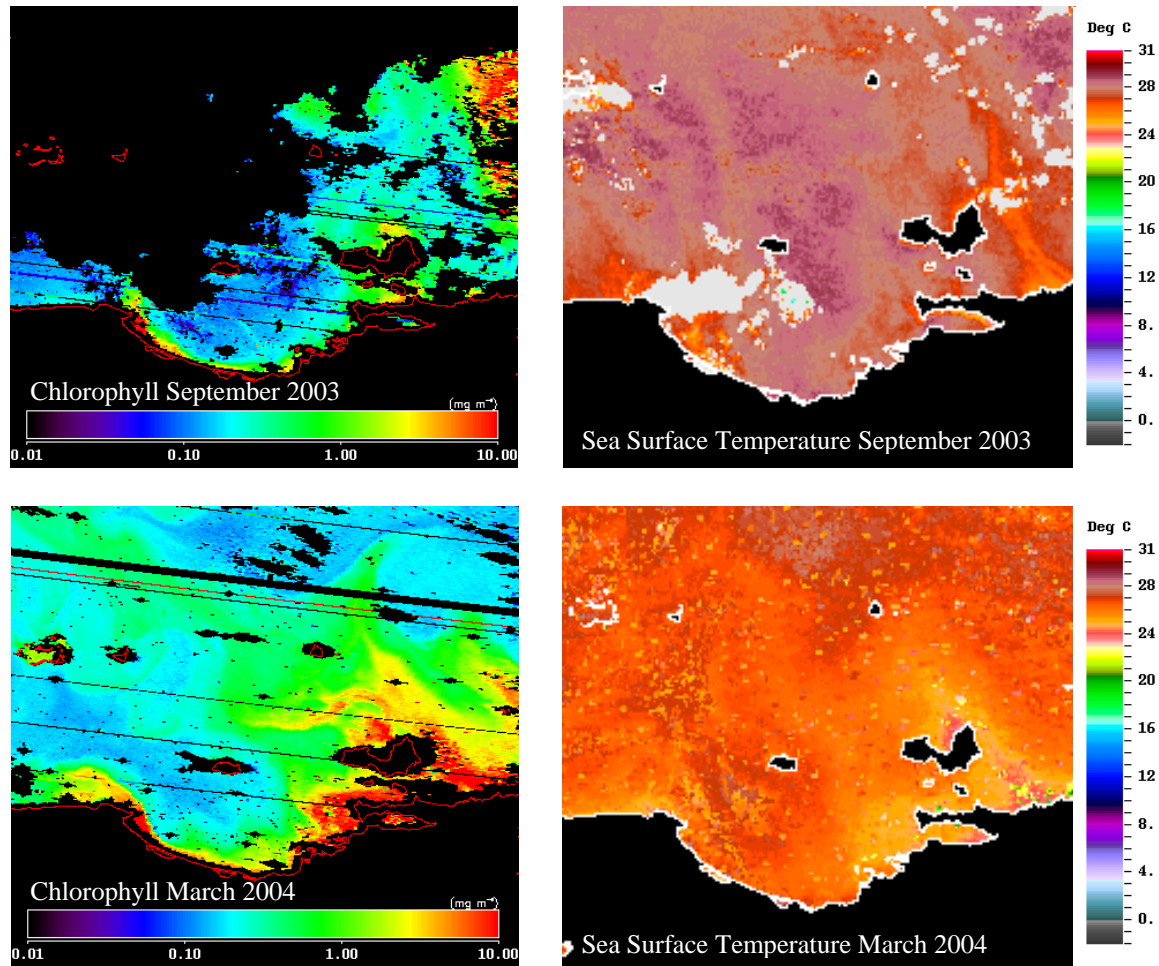 Chlorophyll September 2003
(mg m⁻³)
0.01 0.10 1.00 10.00
Sea Surface Temperature September 2003
Deg C
31
28
24
20
16
12
8.
4.
0.
Chlorophyll March 2004
(mg m⁻³)
0.01 0.10 1.00 10.00
Sea Surface Temperature March 2004
Deg C
31
28
24
20
16
12
8.
4.
0.